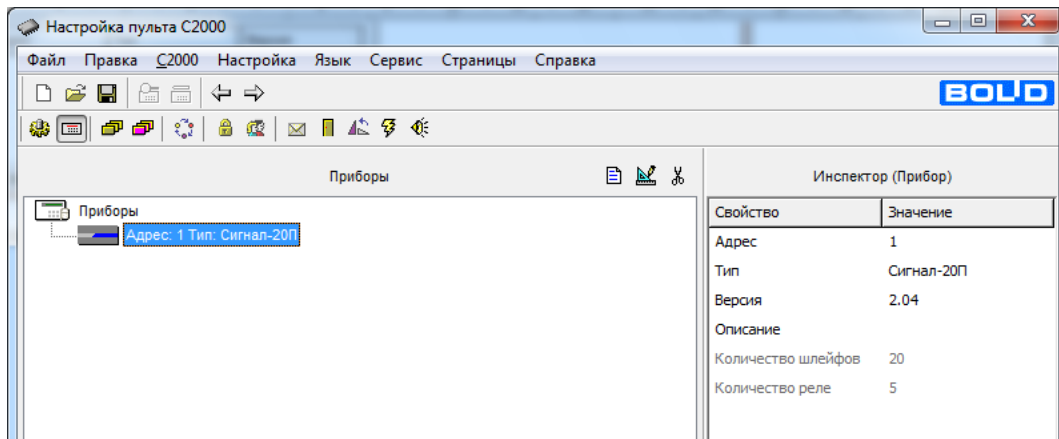 Настройка пульта С2000
Файл Правка С2000 Настройка Язык Сервис Страницы Справка
BOLID
Приборы
Инспектор (Прибор)
Приборы
Адрес: 1 Тип: Сигнал-20П
Свойство Значение
Адрес 1
Тип Сигнал-20П
Версия 2.04
Описание
Количество шлейфов 20
Количество реле 5